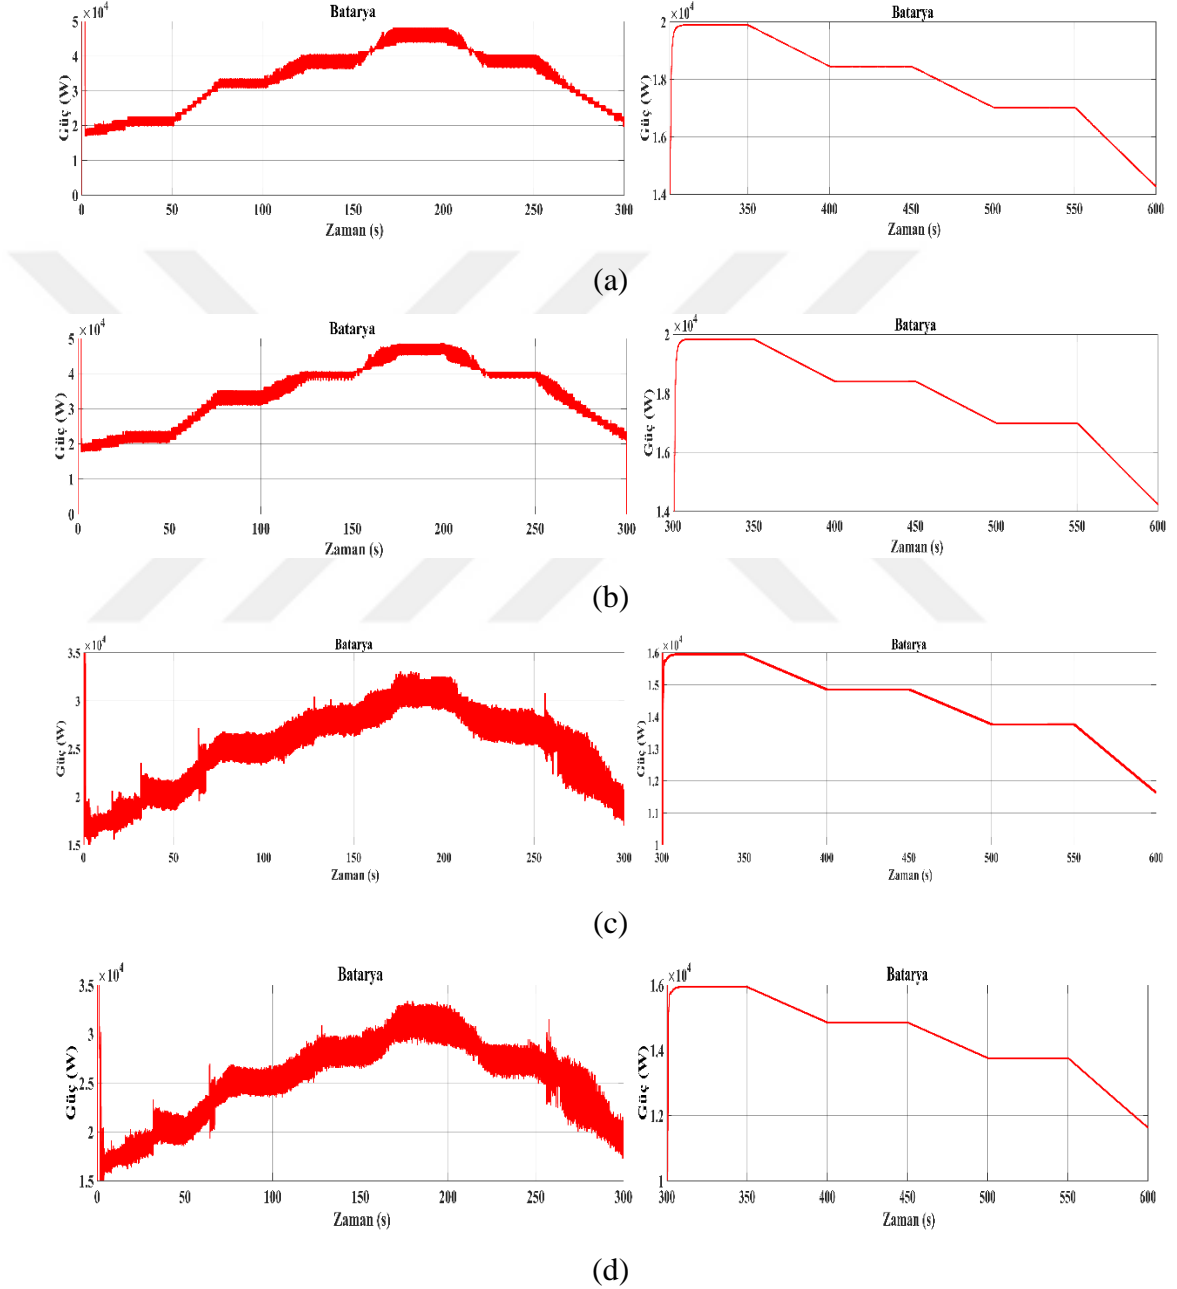 Batarya
×10⁴
5
4
3
2
1
0
Güç (W)
0 50 100 150 200 250 300
Zaman (s)
Batarya
×10⁴
2
1.8
1.6
1.4
Güç (W)
350 400 450 500 550 600
Zaman (s)
(a)
Batarya
×10⁴
5
4
3
2
1
0
Güç (W)
0 50 100 150 200 250 300
Zaman (s)
Batarya
×10⁴
2
1.8
1.6
1.4
Güç (W)
300 350 400 450 500 550 600
Zaman (s)
(b)
Batarya
×10⁴
3.5
3
2.5
2
1.5
Güç (W)
0 50 100 150 200 250 300
Zaman (s)
Batarya
×10⁴
1.6
1.5
1.4
1.3
1.2
1.1
1
Güç (W)
300 350 400 450 500 550 600
Zaman (s)
(c)
Batarya
×10⁴
3.5
3
2.5
2
1.5
Güç (W)
0 50 100 150 200 250 300
Zaman (s)
Batarya
×10⁴
1.6
1.4
1.2
1
Güç (W)
300 350 400 450 500 550 600
Zaman (s)
(d)